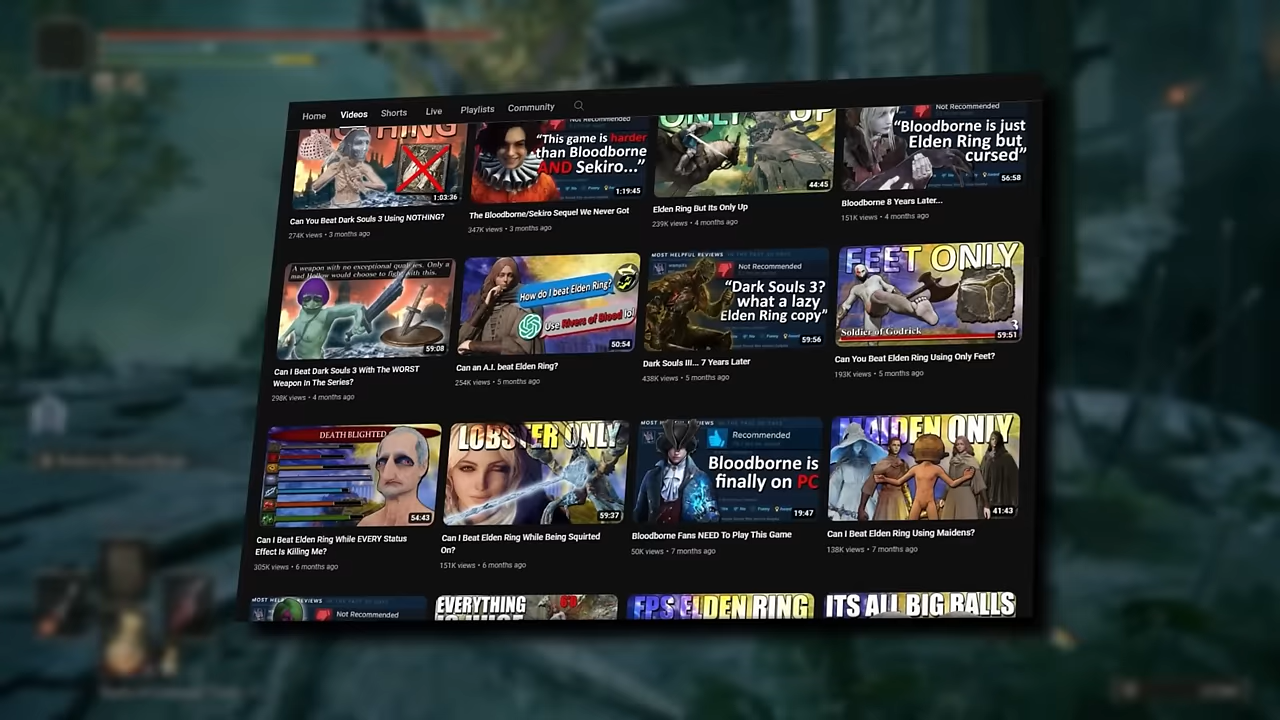 Home Videos Shorts Live Playlists Community
NOTHING
1:03:36
Can You Beat Dark Souls 3 Using NOTHING?
274K views • 3 months ago
Not Recommended
"This game is harder
than Bloodborne
AND Sekiro..."
1:19:45
The Bloodborne/Sekiro Sequel We Never Got
347K views • 3 months ago
ONLY UP
44:45
Elden Ring But Its Only Up
239K views • 4 months ago
Not Recommended
"Bloodborne is just
Elden Ring but
cursed"
56:58
Bloodborne 8 Years Later...
151K views • 4 months ago
A weapon with no exceptional qualities. Only a
mad Hollow would choose to fight with this.
59:08
Can I Beat Dark Souls 3 With The WORST
Weapon In The Series?
298K views • 4 months ago
How do I beat Elden Ring?
Use Rivers of Blood lol
50:54
Can an A.I. beat Elden Ring?
254K views • 5 months ago
MOST HELPFUL REVIEWS
Not Recommended
"Dark Souls 3?
what a lazy
Elden Ring copy"
59:56
Dark Souls III... 7 Years Later
438K views • 5 months ago
FEET ONLY
Soldier of Godrick
3
59:51
Can You Beat Elden Ring Using Only Feet?
193K views • 5 months ago
DEATH BLIGHTED
54:43
Can I Beat Elden Ring While EVERY Status
Effect Is Killing Me?
305K views • 6 months ago
LOBSTER ONLY
59:37
Can I Beat Elden Ring While Being Squirted
On?
151K views • 6 months ago
Recommended
Bloodborne is
finally on PC
19:47
Bloodborne Fans NEED To Play This Game
50K views • 7 months ago
MAIDEN ONLY
41:43
Can I Beat Elden Ring Using Maidens?
138K views • 7 months ago
Not Recommended
EVERYTHING
FPS ELDEN RING
ITS ALL BIG BALLS